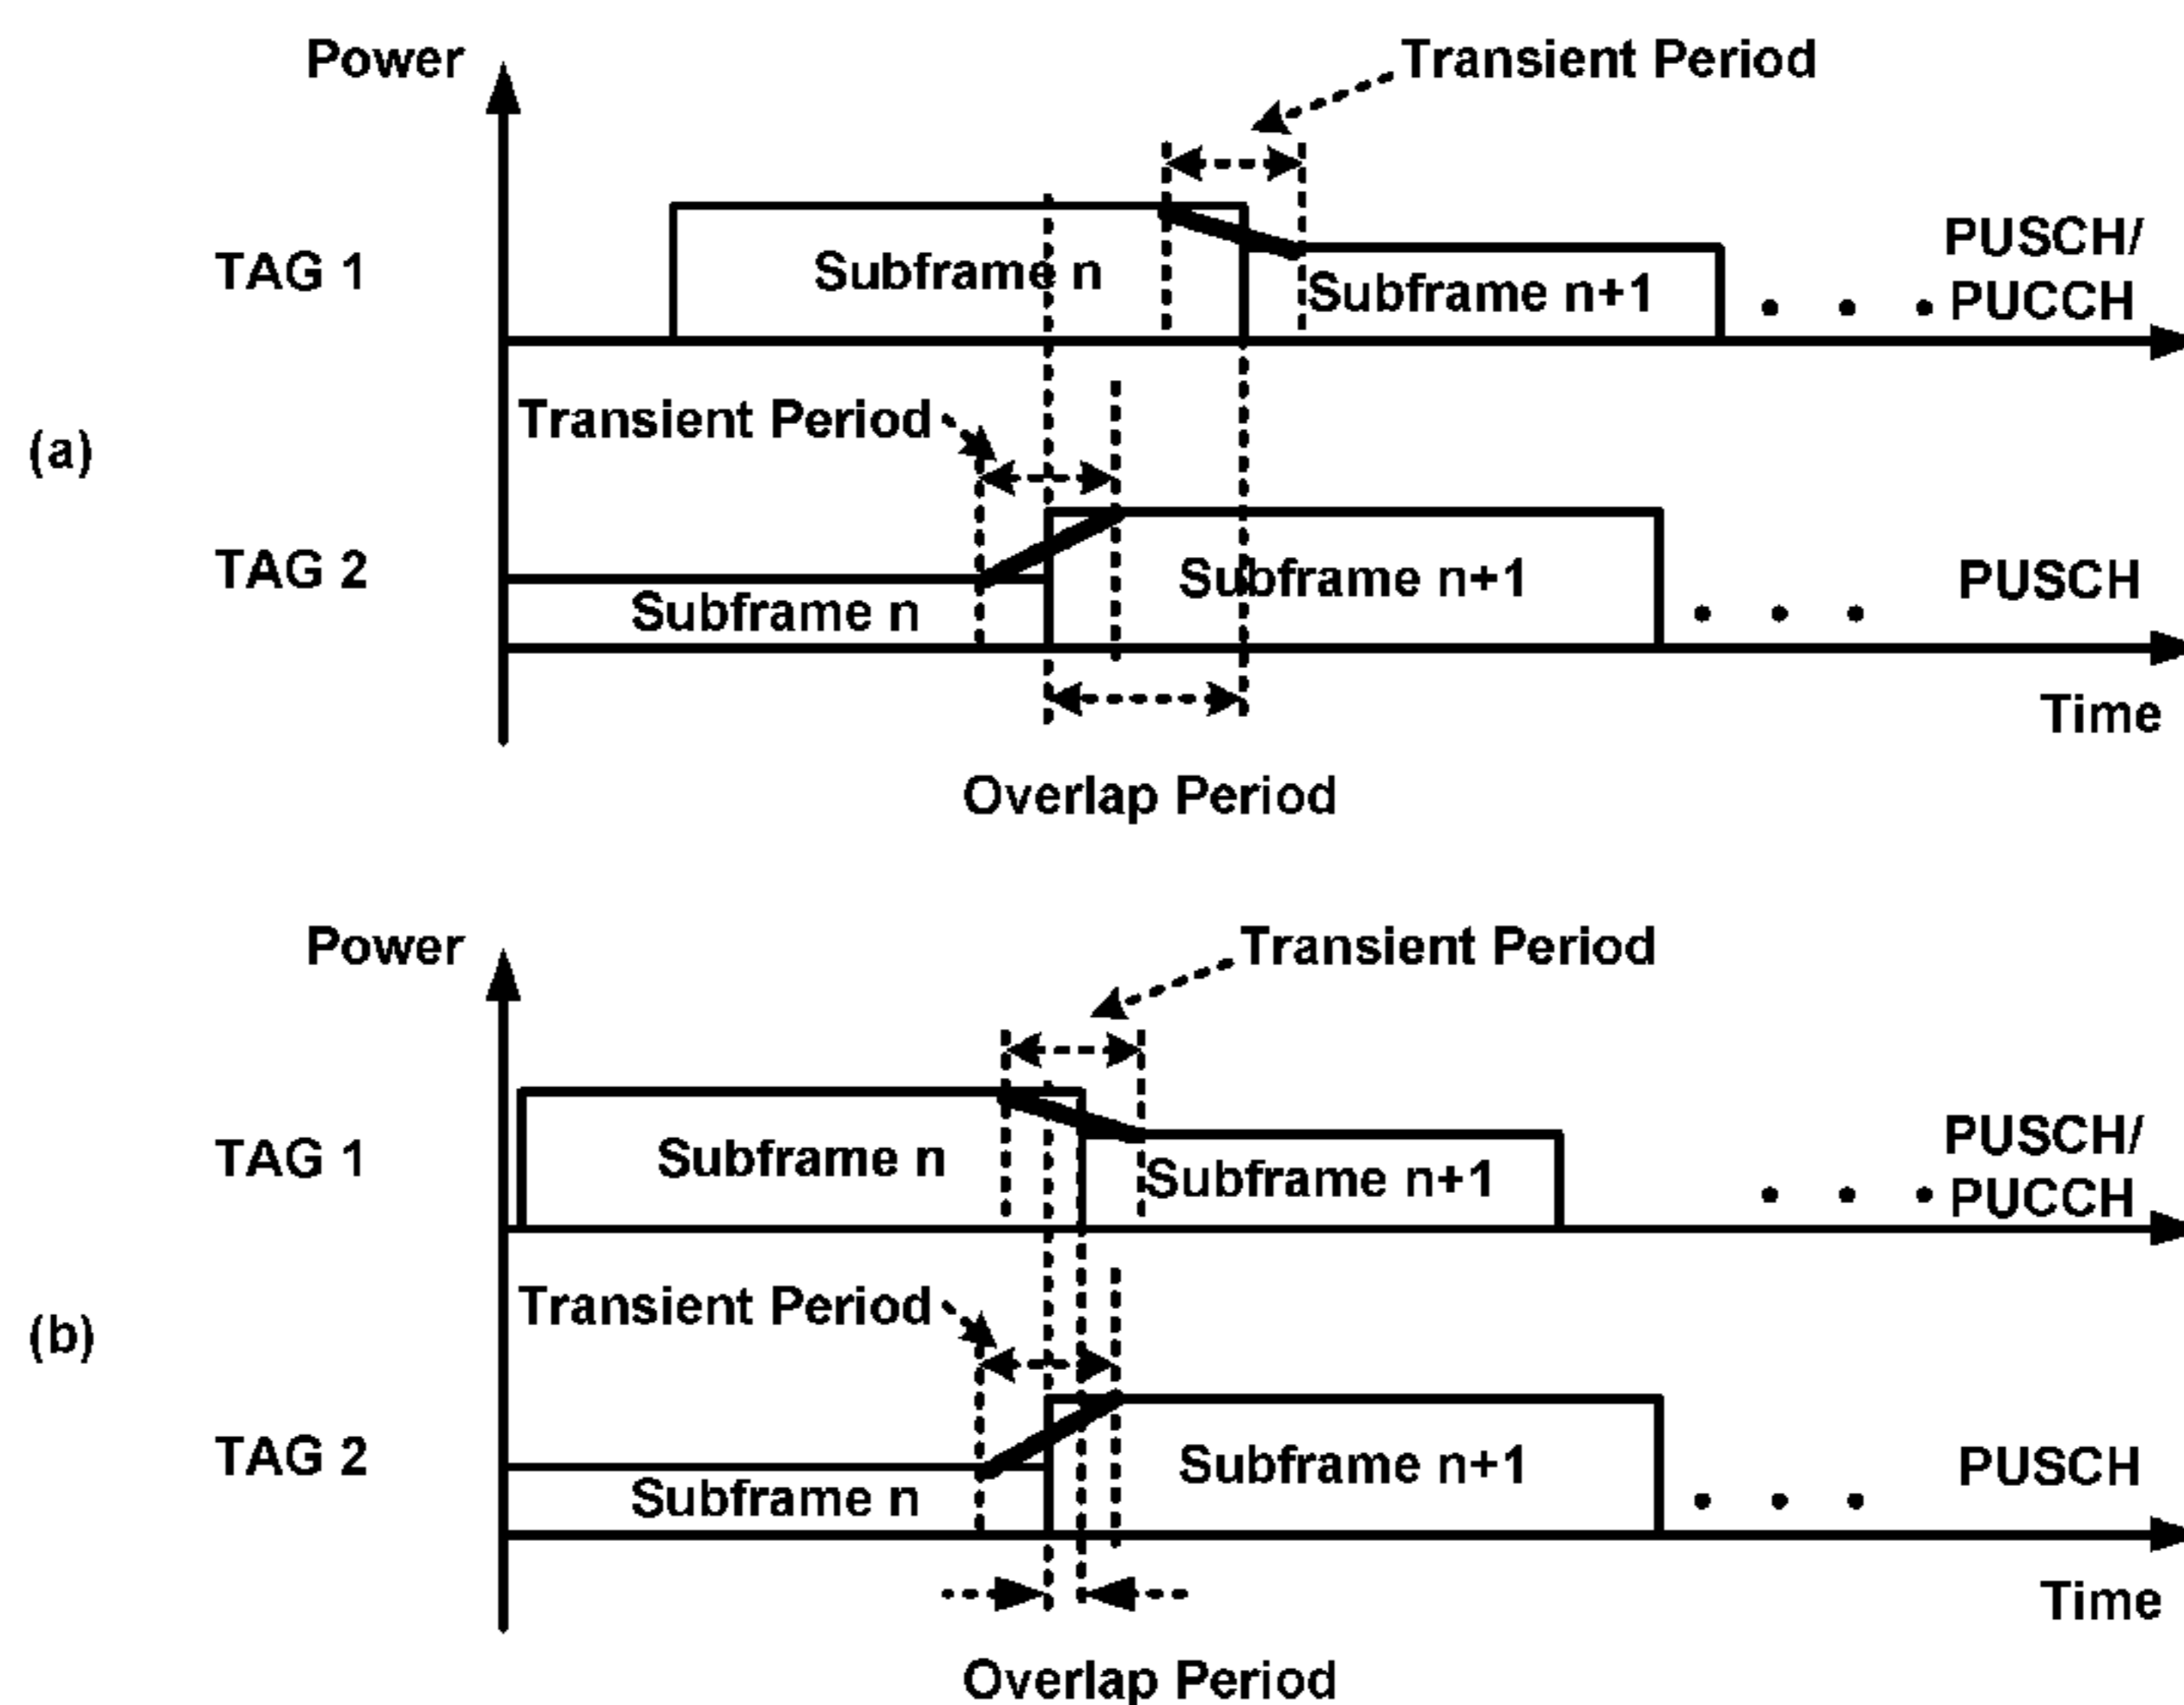 Power
Transient Period
TAG 1
Subframe n
Subframe n+1
PUSCH/
PUCCH
(a)
Transient Period
TAG 2
Subframe n
Subframe n+1
PUSCH
Time
Overlap Period
Power
Transient Period
TAG 1
Subframe n
Subframe n+1
PUSCH/
PUCCH
(b)
Transient Period
TAG 2
Subframe n
Subframe n+1
PUSCH
Time
Overlap Period